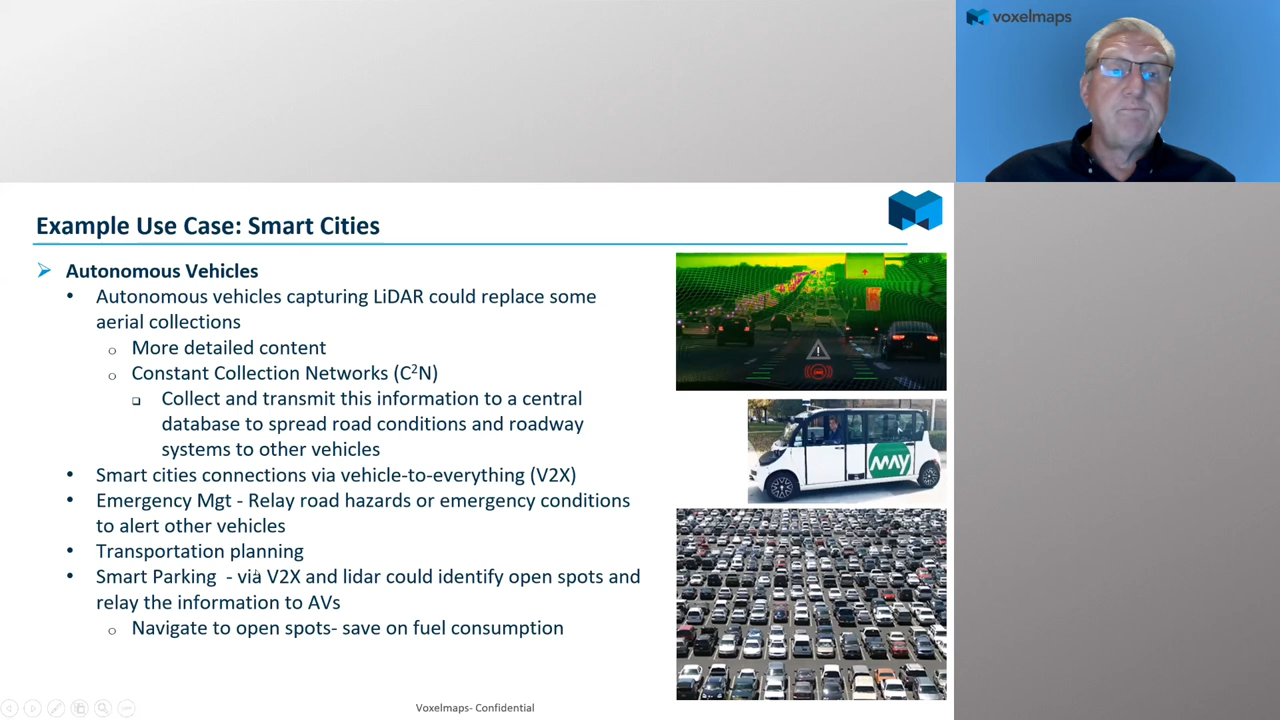 voxelmaps
Example Use Case: Smart Cities
Autonomous Vehicles
• Autonomous vehicles capturing LiDAR could replace some
aerial collections
o More detailed content
o Constant Collection Networks (C²N)
❑ Collect and transmit this information to a central
database to spread road conditions and roadway
systems to other vehicles
• Smart cities connections via vehicle-to-everything (V2X)
• Emergency Mgt - Relay road hazards or emergency conditions
to alert other vehicles
• Transportation planning
• Smart Parking - via V2X and lidar could identify open spots and
relay the information to AVs
o Navigate to open spots- save on fuel consumption
MAY
Voxelmaps- Confidential